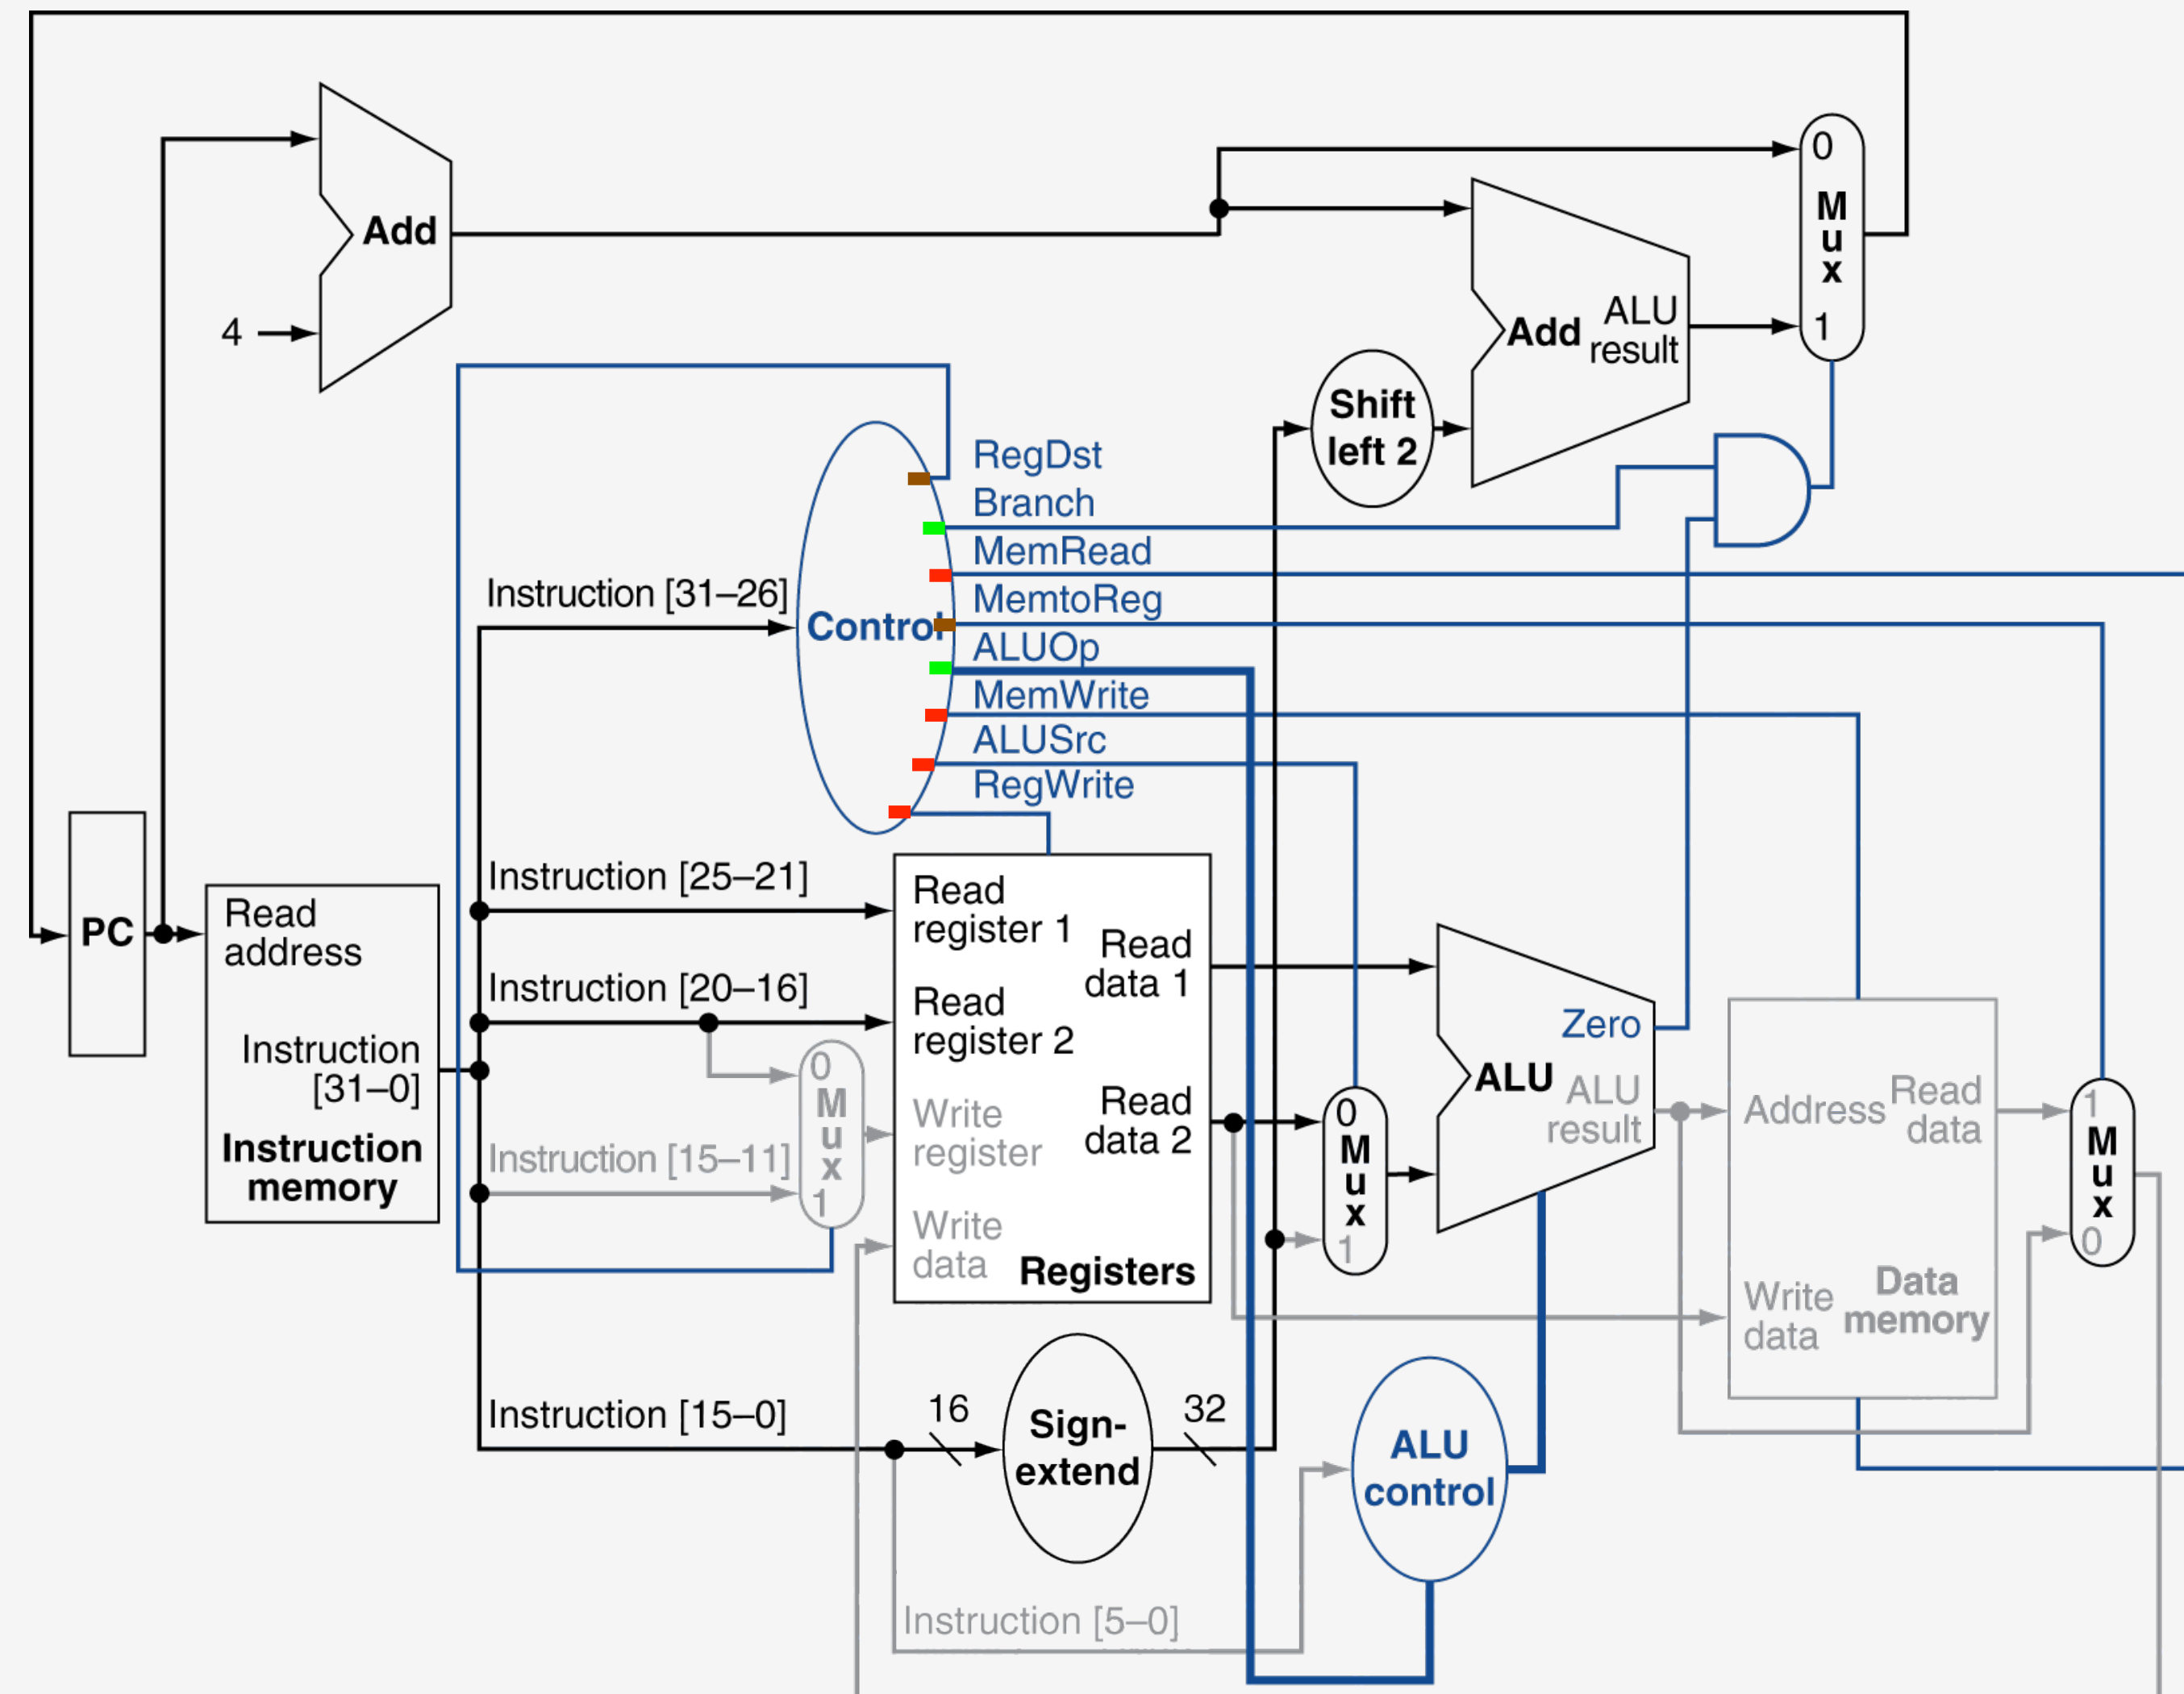 0
M
u
x
1
Add
4
Add
ALU
result
Shift
left 2
RegDst
Branch
MemRead
MemtoReg
ALUOp
MemWrite
ALUSrc
RegWrite
Instruction [31–26]
Control
PC
Read
address
Instruction
[31–0]
Instruction
memory
Instruction [25–21]
Instruction [20–16]
Instruction [15–11]
0
M
u
x
1
Read
register 1
Read
register 2
Write
register
Write
data
Read
data 1
Read
data 2
Registers
0
M
u
x
1
Zero
ALU
ALU
result
Address
Read
data
Write
data
Data
memory
1
M
u
x
0
Instruction [15–0]
16
Sign-
extend
32
ALU
control
Instruction [5–0]